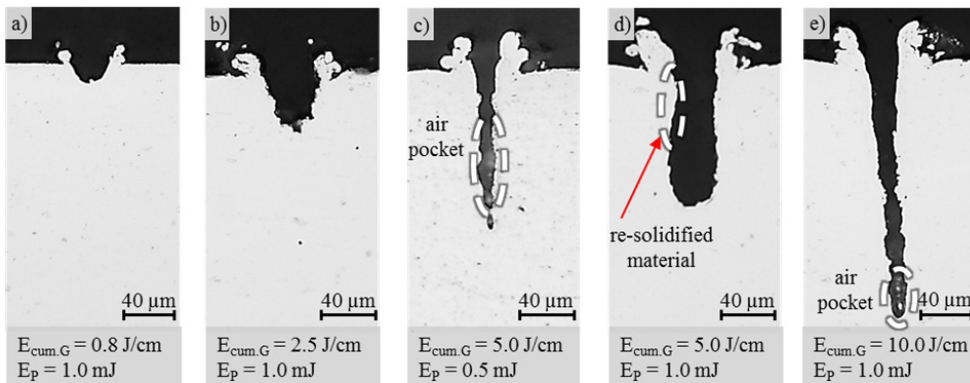 a)
b)
c)
d)
e)
air
pocket
re-solidified
material
air
pocket
40 µm
40 µm
40 µm
40 µm
40 µm
E_cum.G = 0.8 J/cm
E_P = 1.0 mJ
E_cum.G = 2.5 J/cm
E_P = 1.0 mJ
E_cum.G = 5.0 J/cm
E_P = 0.5 mJ
E_cum.G = 5.0 J/cm
E_P = 1.0 mJ
E_cum.G = 10.0 J/cm
E_P = 1.0 mJ